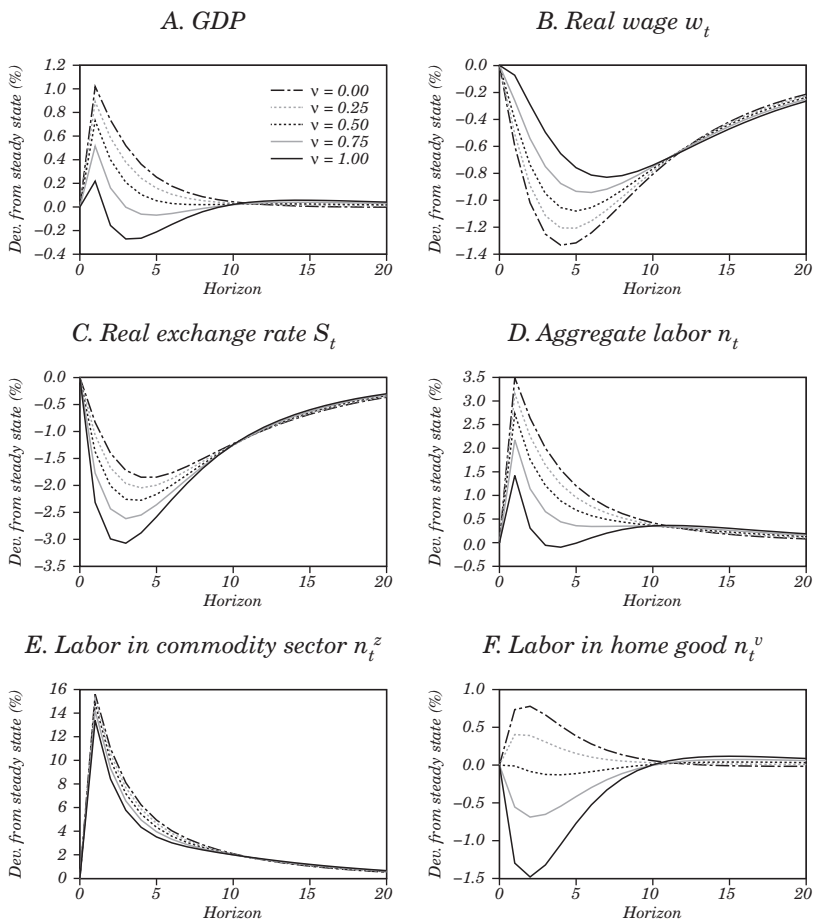 A. GDP
Dev. from steady state (%)
1.2
1.0
0.8
0.6
0.4
0.2
0.0
–0.2
–0.4
ν = 0.00
ν = 0.25
ν = 0.50
ν = 0.75
ν = 1.00
0 5 10 15 20
Horizon
B. Real wage w_t
Dev. from steady state (%)
0.0
–0.2
–0.4
–0.6
–0.8
–1.0
–1.2
–1.4
0 5 10 15 20
Horizon
C. Real exchange rate S_t
Dev. from steady state (%)
0.0
–0.5
–1.0
–1.5
–2.0
–2.5
–3.0
–3.5
0 5 10 15 20
Horizon
D. Aggregate labor n_t
Dev. from steady state (%)
3.5
3.0
2.5
2.0
1.5
1.0
0.5
0.0
–0.5
0 5 10 15 20
Horizon
E. Labor in commodity sector n_t^z
Dev. from steady state (%)
16
14
12
10
8
6
4
2
0
0 5 10 15 20
Horizon
F. Labor in home good n_t^v
Dev. from steady state (%)
1.0
0.5
0.0
–0.5
–1.0
–1.5
0 5 10 15 20
Horizon